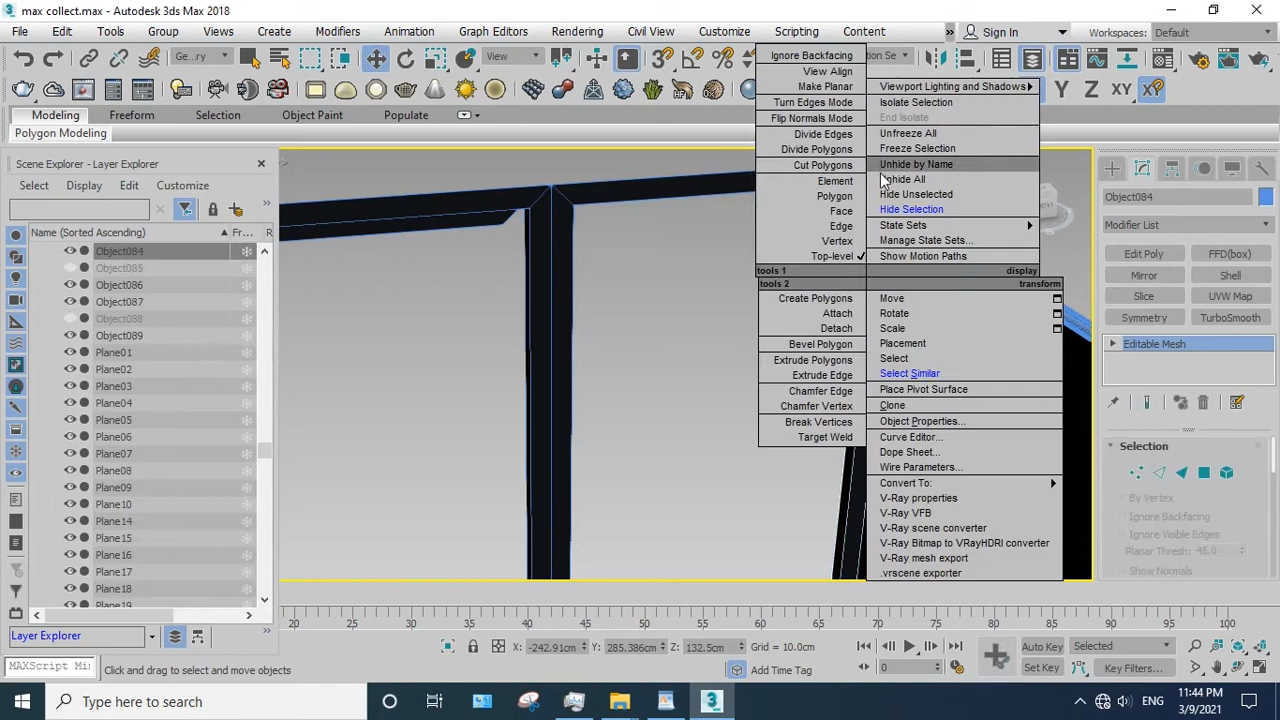 max collect.max - Autodesk 3ds Max 2018
File Edit Tools Group Views Create Modifiers Animation Graph Editors Rendering Civil View Customize Scripting Content » Sign In Workspaces: Default
Ge...ry View on Se
X Y Z XY
Modeling Freeform Selection Object Paint Populate
Polygon Modeling
Scene Explorer - Layer Explorer
Select Display Edit Customize
Name (Sorted Ascending) Fr... R
Object084
Object085
Object086
Object087
Object088
Object089
Plane01
Plane02
Plane03
Plane04
Plane05
Plane06
Plane07
Plane08
Plane09
Plane10
Plane14
Plane15
Plane16
Plane17
Plane18
Plane19
Layer Explorer
Ignore Backfacing
View Align
Make Planar
Turn Edges Mode
Flip Normals Mode
Divide Edges
Divide Polygons
Cut Polygons
Element
Polygon
Face
Edge
Vertex
Top-level
tools 1
Viewport Lighting and Shadows
Isolate Selection
End Isolate
Unfreeze All
Freeze Selection
Unhide by Name
hide All
Hide Unselected
Hide Selection
State Sets
Manage State Sets...
Show Motion Paths
display
tools 2
Create Polygons
Attach
Detach
Bevel Polygon
Extrude Polygons
Extrude Edge
Chamfer Edge
Chamfer Vertex
Break Vertices
Target Weld
transform
Move
Rotate
Scale
Placement
Select
Select Similar
Place Pivot Surface
Clone
Object Properties...
Curve Editor...
Dope Sheet...
Wire Parameters...
Convert To:
V-Ray properties
V-Ray VFB
V-Ray scene converter
V-Ray Bitmap to VRayHDRI converter
V-Ray mesh export
.vrscene exporter
Object084
Modifier List
Edit Poly FFD(box)
Mirror Shell
Slice UVW Map
Symmetry TurboSmooth
Editable Mesh
Selection
By Vertex
Ignore Backfacing
Ignore Visible Edges
Planar Thresh: 45.0
Show Normals
20 25 30 35 40 45 50 55 60 65 70 75 80 85 90 95 100
X: -242.91cm Y: 285.386cm Z: 132.5cm Grid = 10.0cm
Auto Key Selected
MAXScript Mi Click and drag to select and move objects Add Time Tag 0 Set Key Key Filters...
Type here to search
ENG
11:44 PM
3/9/2021